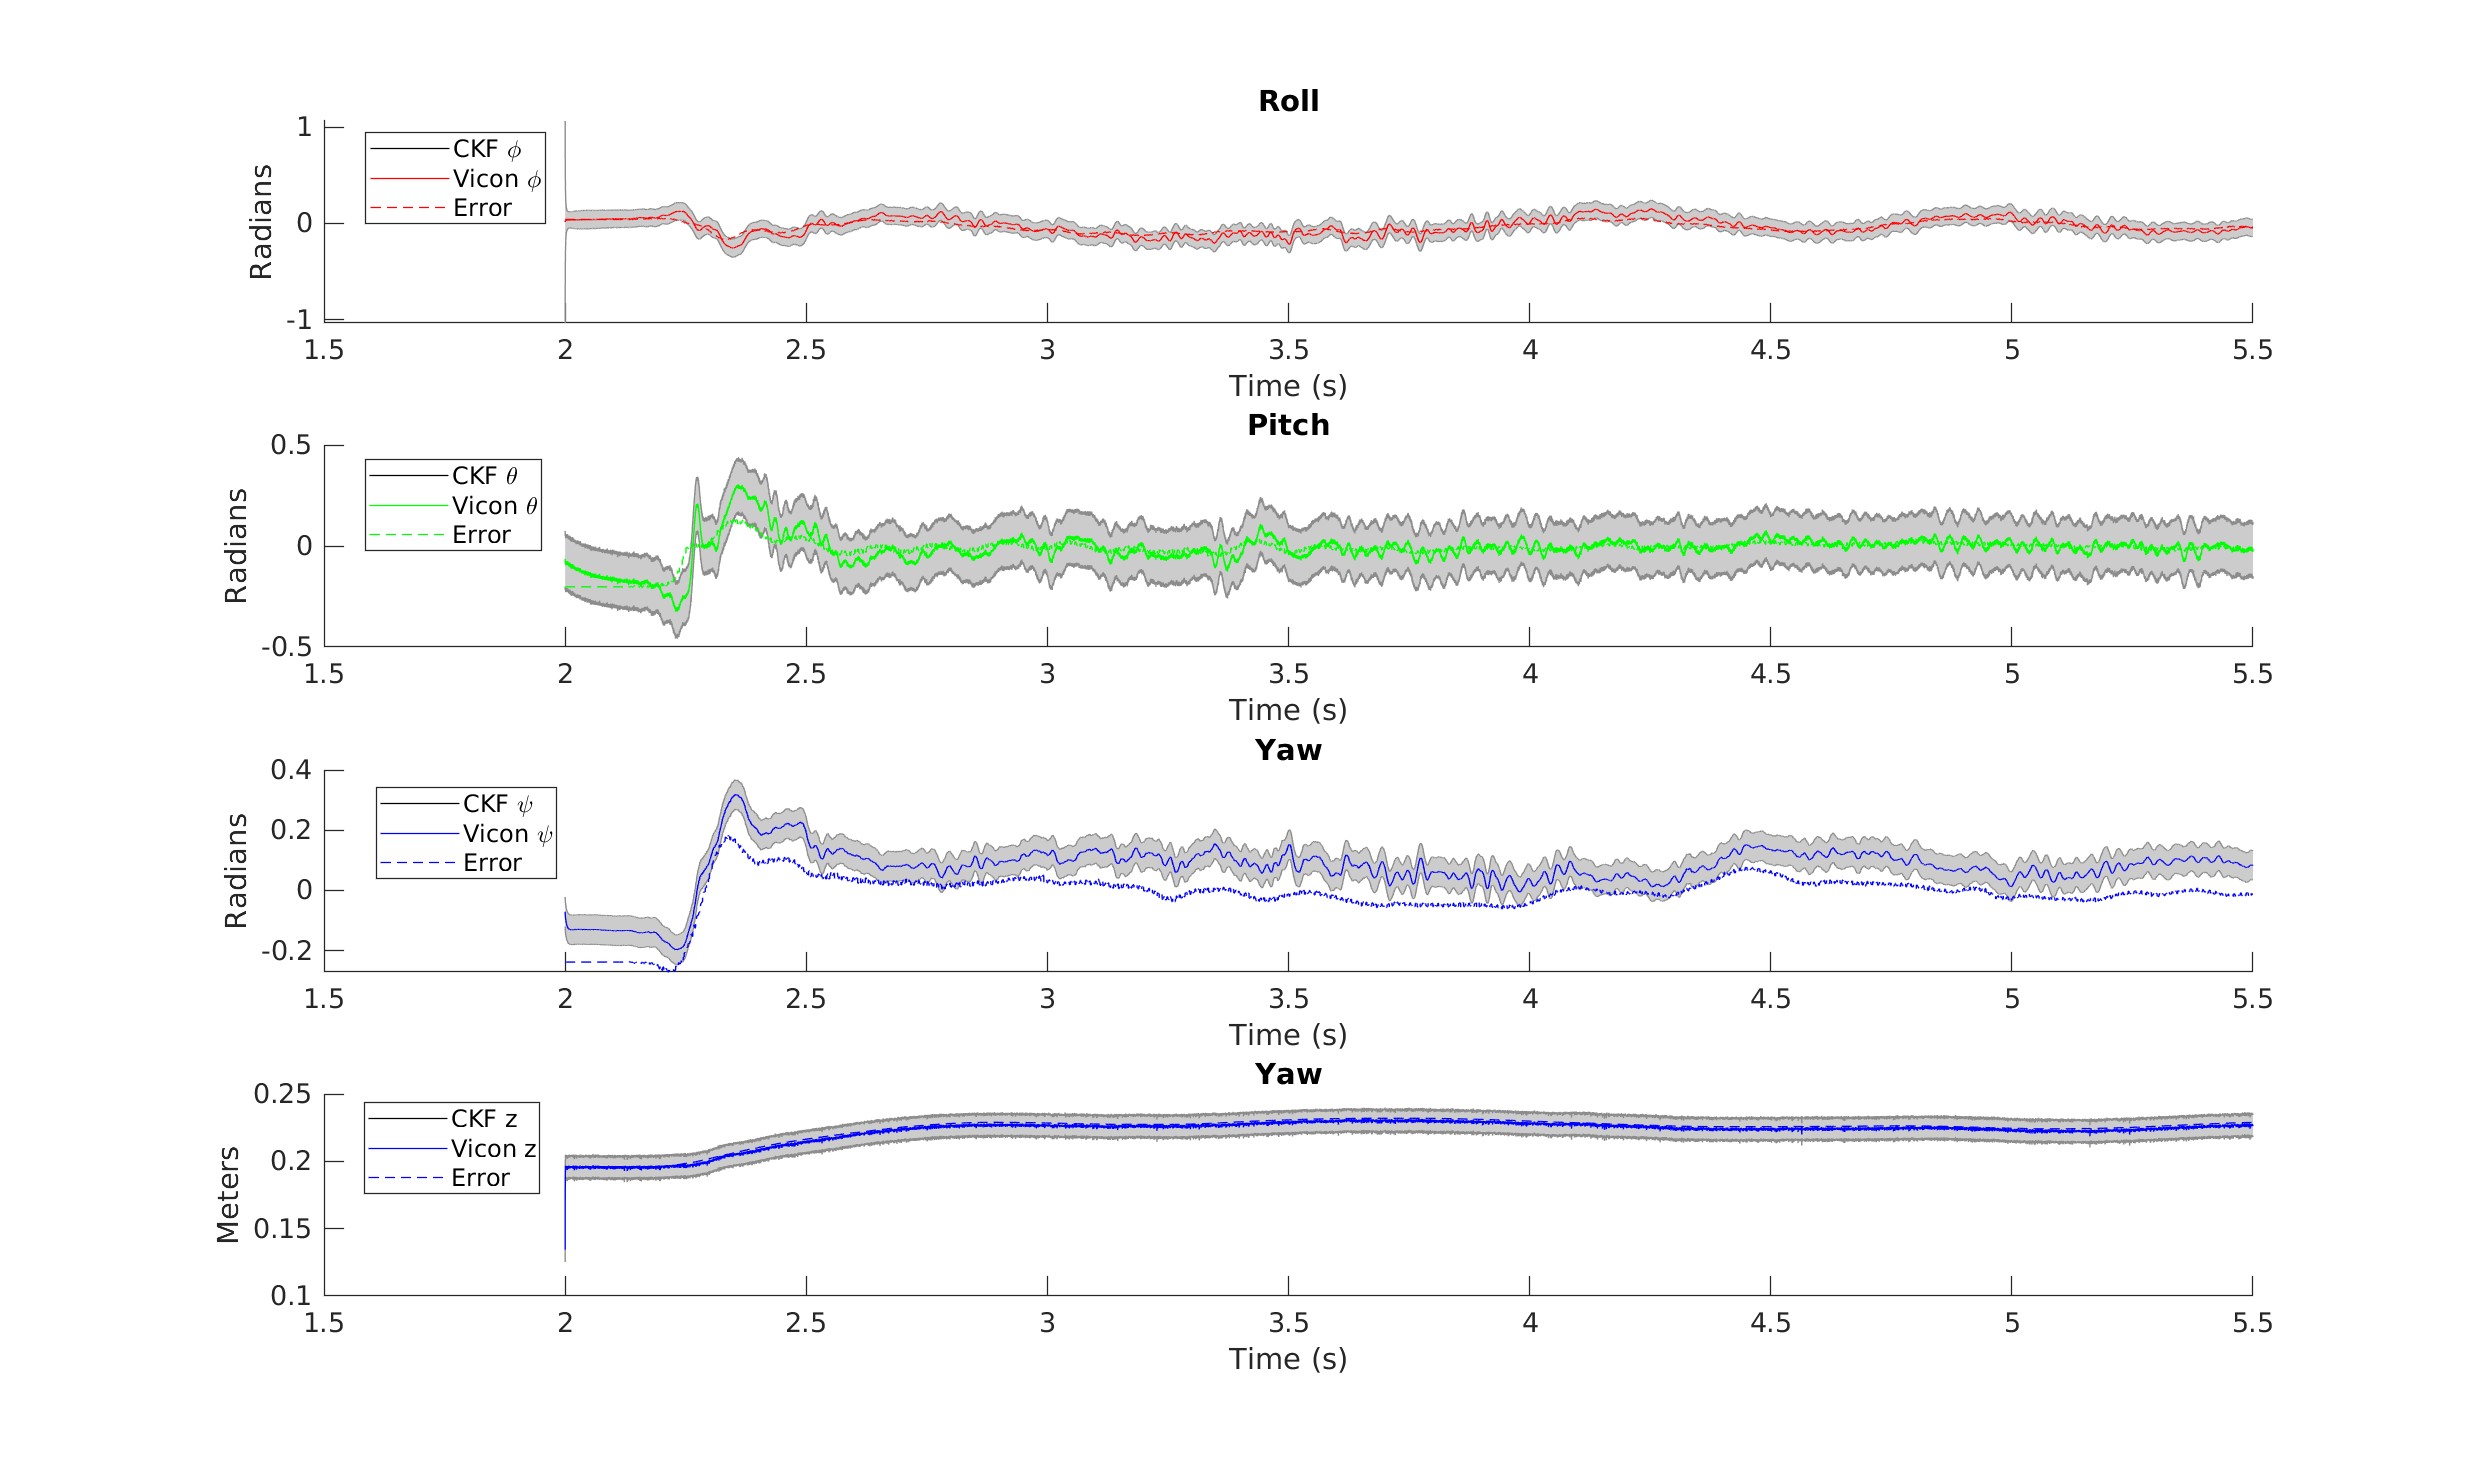 Roll
Radians
1
0
-1
CKF ϕ
Vicon ϕ
Error
1.5 2 2.5 3 3.5 4 4.5 5 5.5
Time (s)
Pitch
Radians
0.5
0
-0.5
CKF θ
Vicon θ
Error
1.5 2 2.5 3 3.5 4 4.5 5 5.5
Time (s)
Yaw
Radians
0.4
0.2
0
-0.2
CKF ψ
Vicon ψ
Error
1.5 2 2.5 3 3.5 4 4.5 5 5.5
Time (s)
Yaw
Meters
0.25
0.2
0.15
0.1
CKF z
Vicon z
Error
1.5 2 2.5 3 3.5 4 4.5 5 5.5
Time (s)